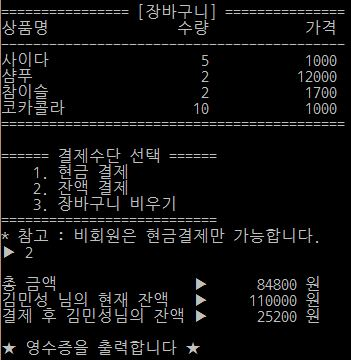 ================ [장바구니] ===============
상품명 수량 가격
------------------------------------------
사이다 5 1000
샴푸 2 12000
참이슬 2 1700
코카콜라 10 1000
==========================================
====== 결제수단 선택 ======
1. 현금 결제
2. 잔액 결제
3. 장바구니 비우기
===========================
* 참고 : 비회원은 현금결제만 가능합니다.
▶ 2
총 금액 ▶ 84800 원
김민성 님의 현재 잔액 ▶ 110000 원
결제 후 김민성님의 잔액 ▶ 25200 원
★ 영수증을 출력합니다 ★